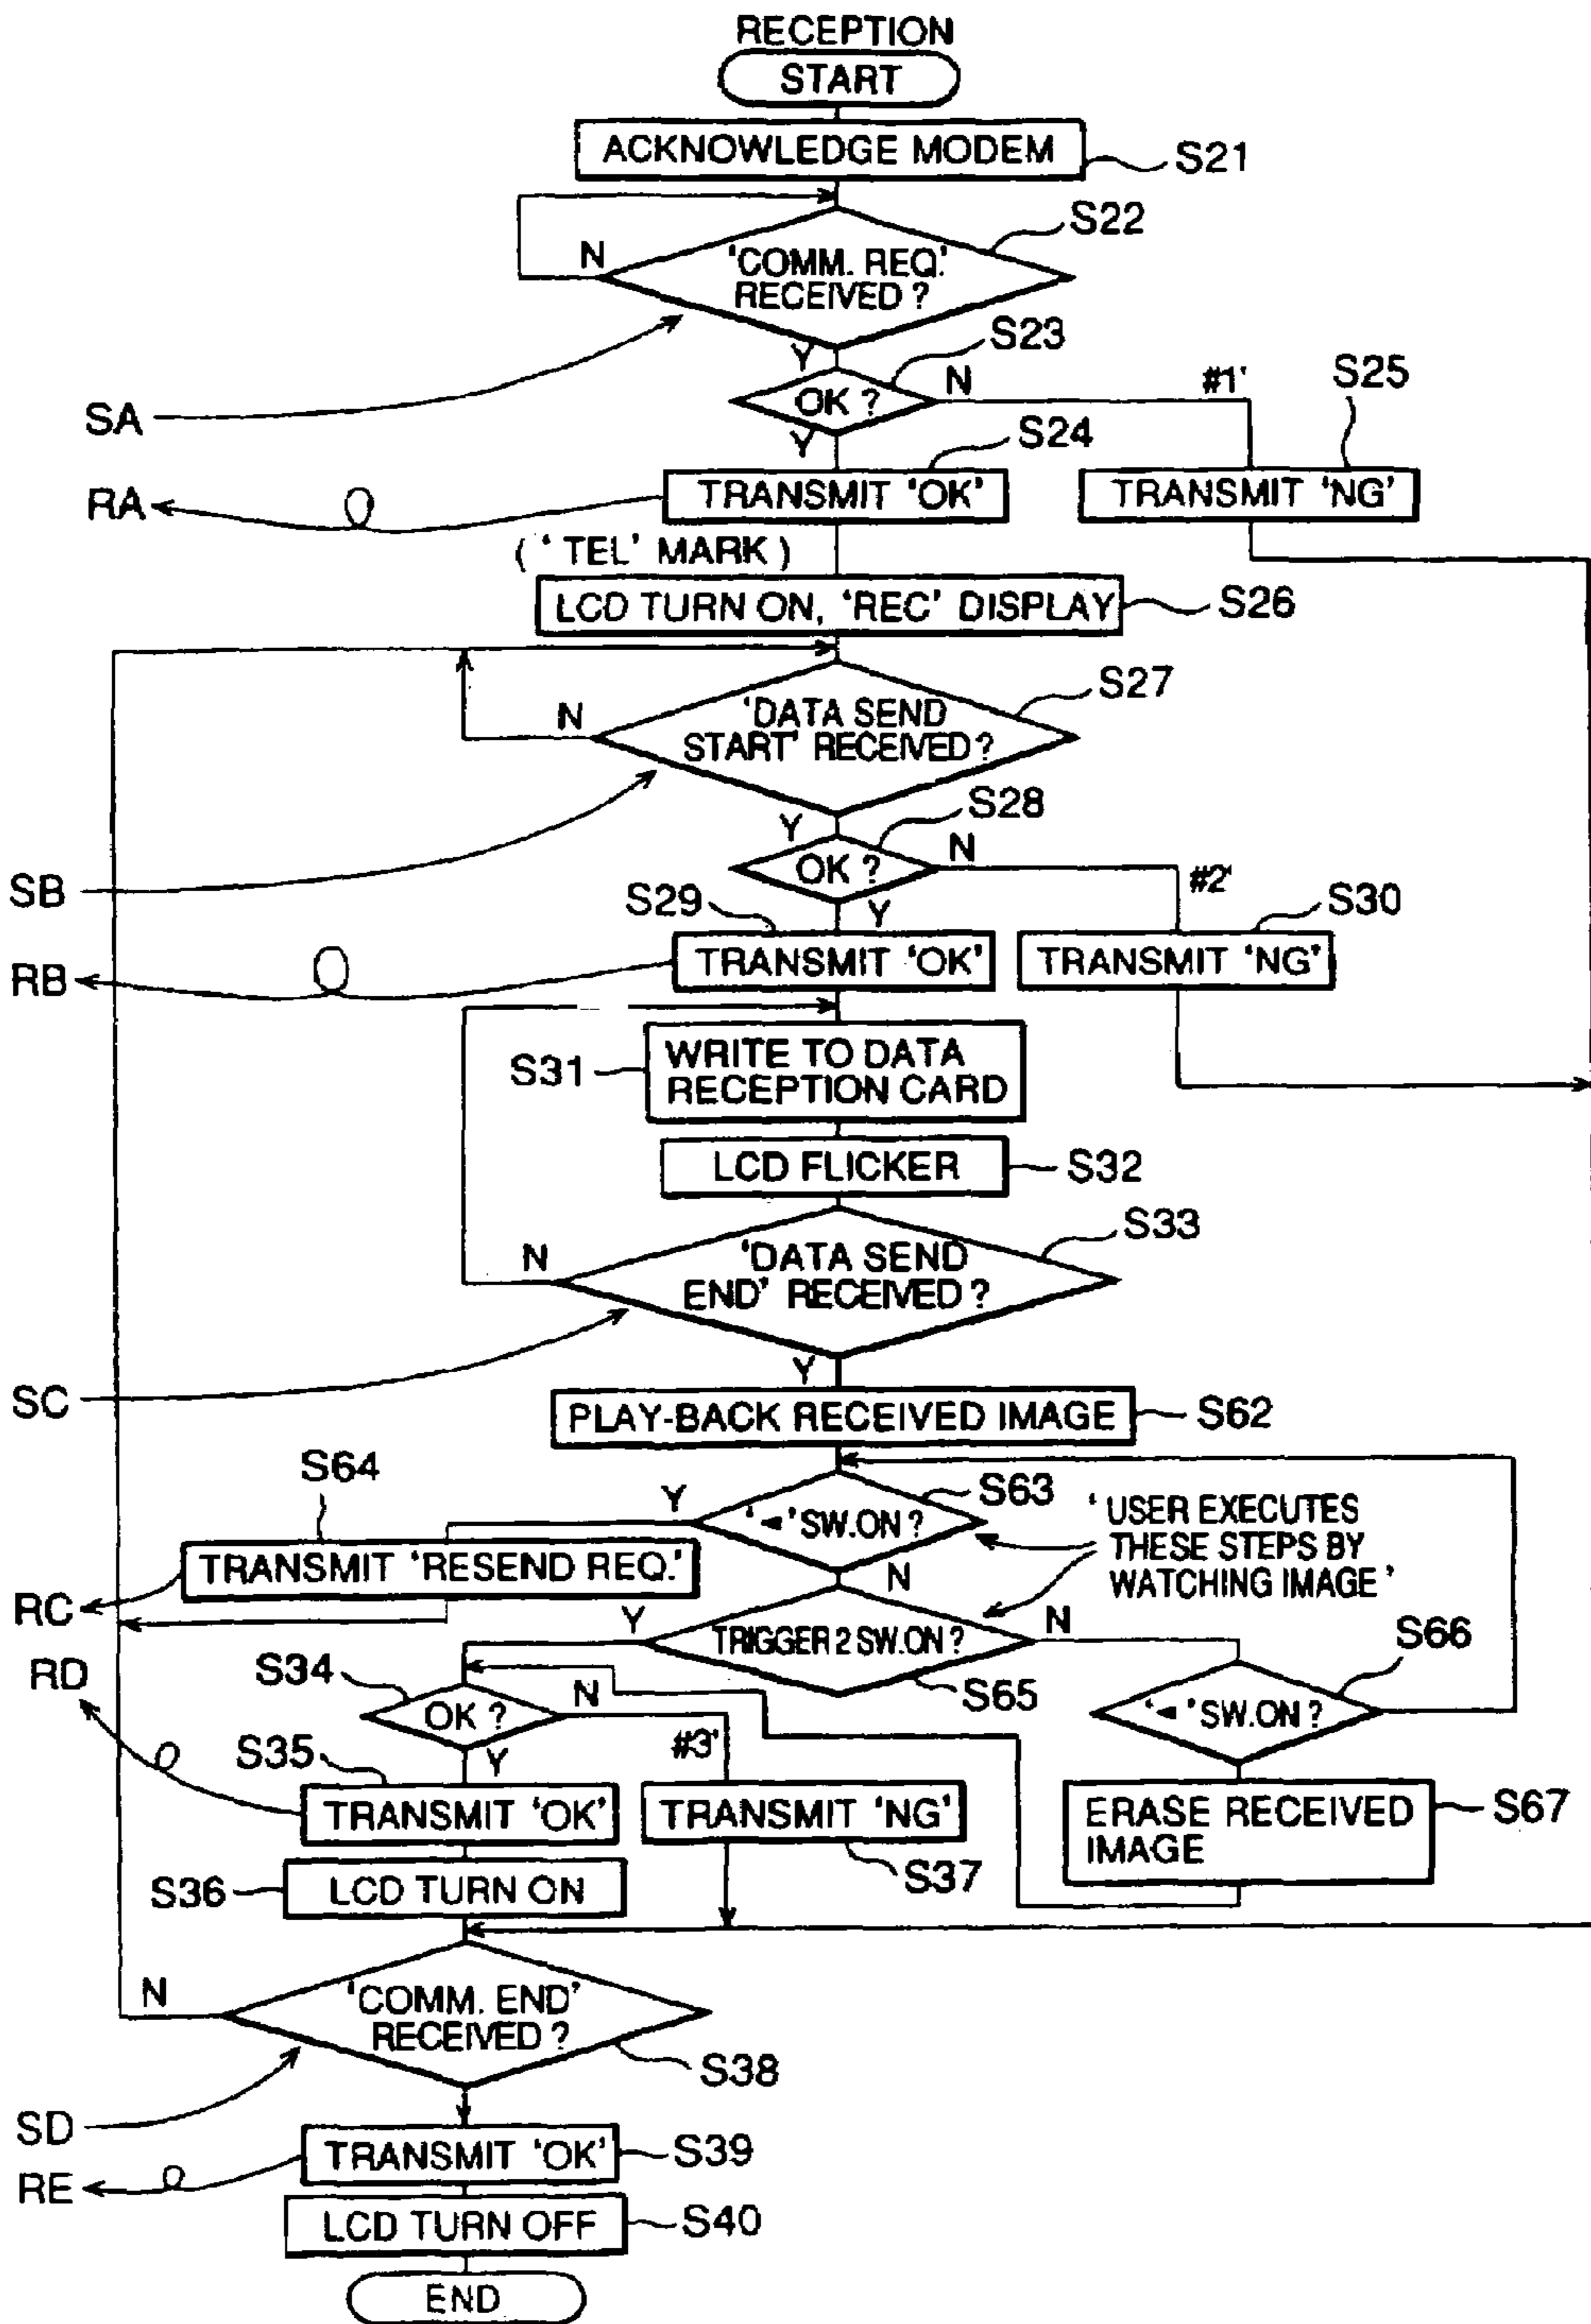 RECEPTION
START
ACKNOWLEDGE MODEM
S21
S22
N
'COMM. REQ.'
RECEIVED ?
Y
S23
OK ?
N
#1'
S25
SA
Y
S24
RA
TRANSMIT 'OK'
TRANSMIT 'NG'
( ' TEL' MARK )
LCD TURN ON, 'REC' DISPLAY
S26
S27
N
'DATA SEND
START' RECEIVED ?
Y
S28
OK ?
N
#2'
SB
S29
Y
S30
RB
TRANSMIT 'OK'
TRANSMIT 'NG'
S31
WRITE TO DATA
RECEPTION CARD
LCD FLICKER
S32
S33
N
'DATA SEND
END' RECEIVED ?
SC
Y
PLAY-BACK RECEIVED IMAGE
S62
S64
Y
S63
'◄'SW.ON ?
' USER EXECUTES
THESE STEPS BY
WATCHING IMAGE '
TRANSMIT 'RESEND REQ.'
N
RC
Y
TRIGGER 2 SW.ON ?
N
S66
RD
S34
S65
OK ?
N
'◄'SW.ON ?
#3'
S35
Y
TRANSMIT 'OK'
TRANSMIT 'NG'
ERASE RECEIVED
IMAGE
S67
S36
LCD TURN ON
S37
N
'COMM. END'
RECEIVED ?
S38
SD
TRANSMIT 'OK'
S39
RE
LCD TURN OFF
S40
END